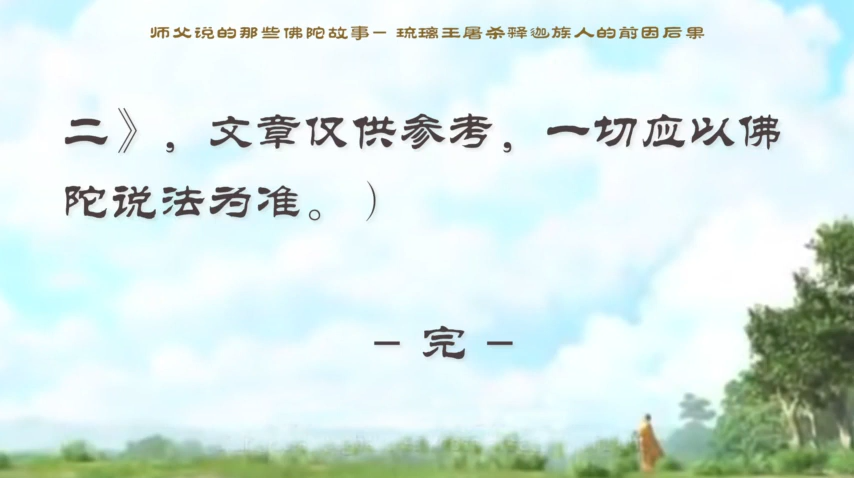 师父说的那些佛陀故事- 琉璃王屠杀释迦族人的前因后果
二》，文章仅供参考，一切应以佛
陀说法为准。）
- 完 -